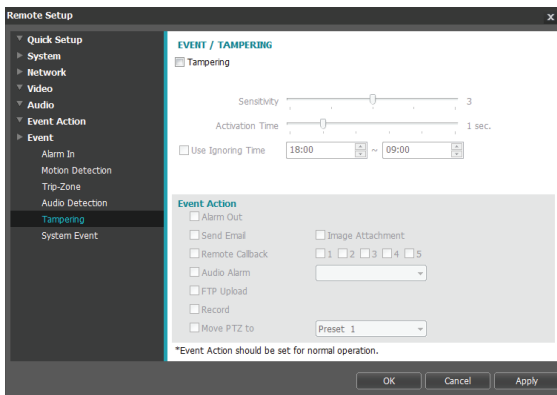 Remote Setup x
Quick Setup
System
Network
Video
Audio
Event Action
Event
Alarm In
Motion Detection
Trip-Zone
Audio Detection
Tampering
System Event
EVENT / TAMPERING
Tampering
Sensitivity 3
Activation Time 1 sec.
Use Ignoring Time 18:00 ~ 09:00
Event Action
Alarm Out
Send Email Image Attachment
Remote Callback 1 2 3 4 5
Audio Alarm
FTP Upload
Record
Move PTZ to Preset 1
*Event Action should be set for normal operation.
OK Cancel Apply